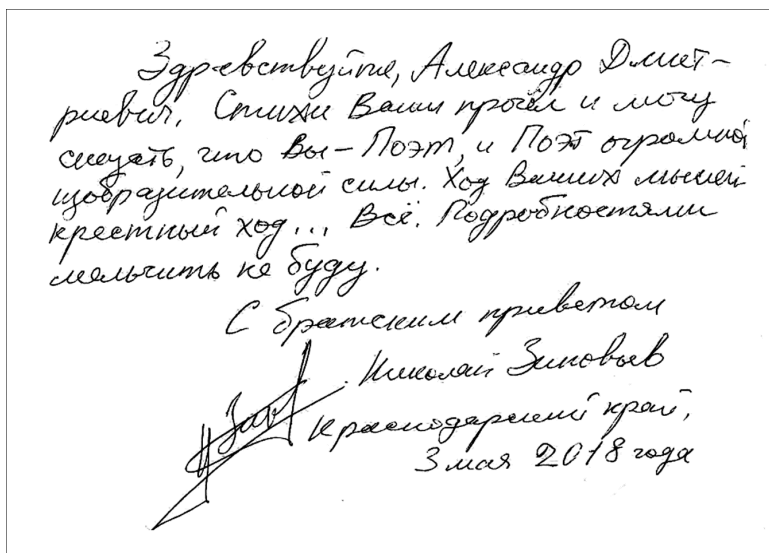 Здравствуйте, Александр Дмит-
риевич. Стихи Ваши прочёл и могу
сказать, что Вы – Поэт, и Поэт огромной
изобразительной силы. Ход Ваших мыслей
крестный ход... Всё. Подробностями
мельчить не буду.
С братским приветом
Николай Зиновьев
Краснодарский край,
3 мая 2018 года